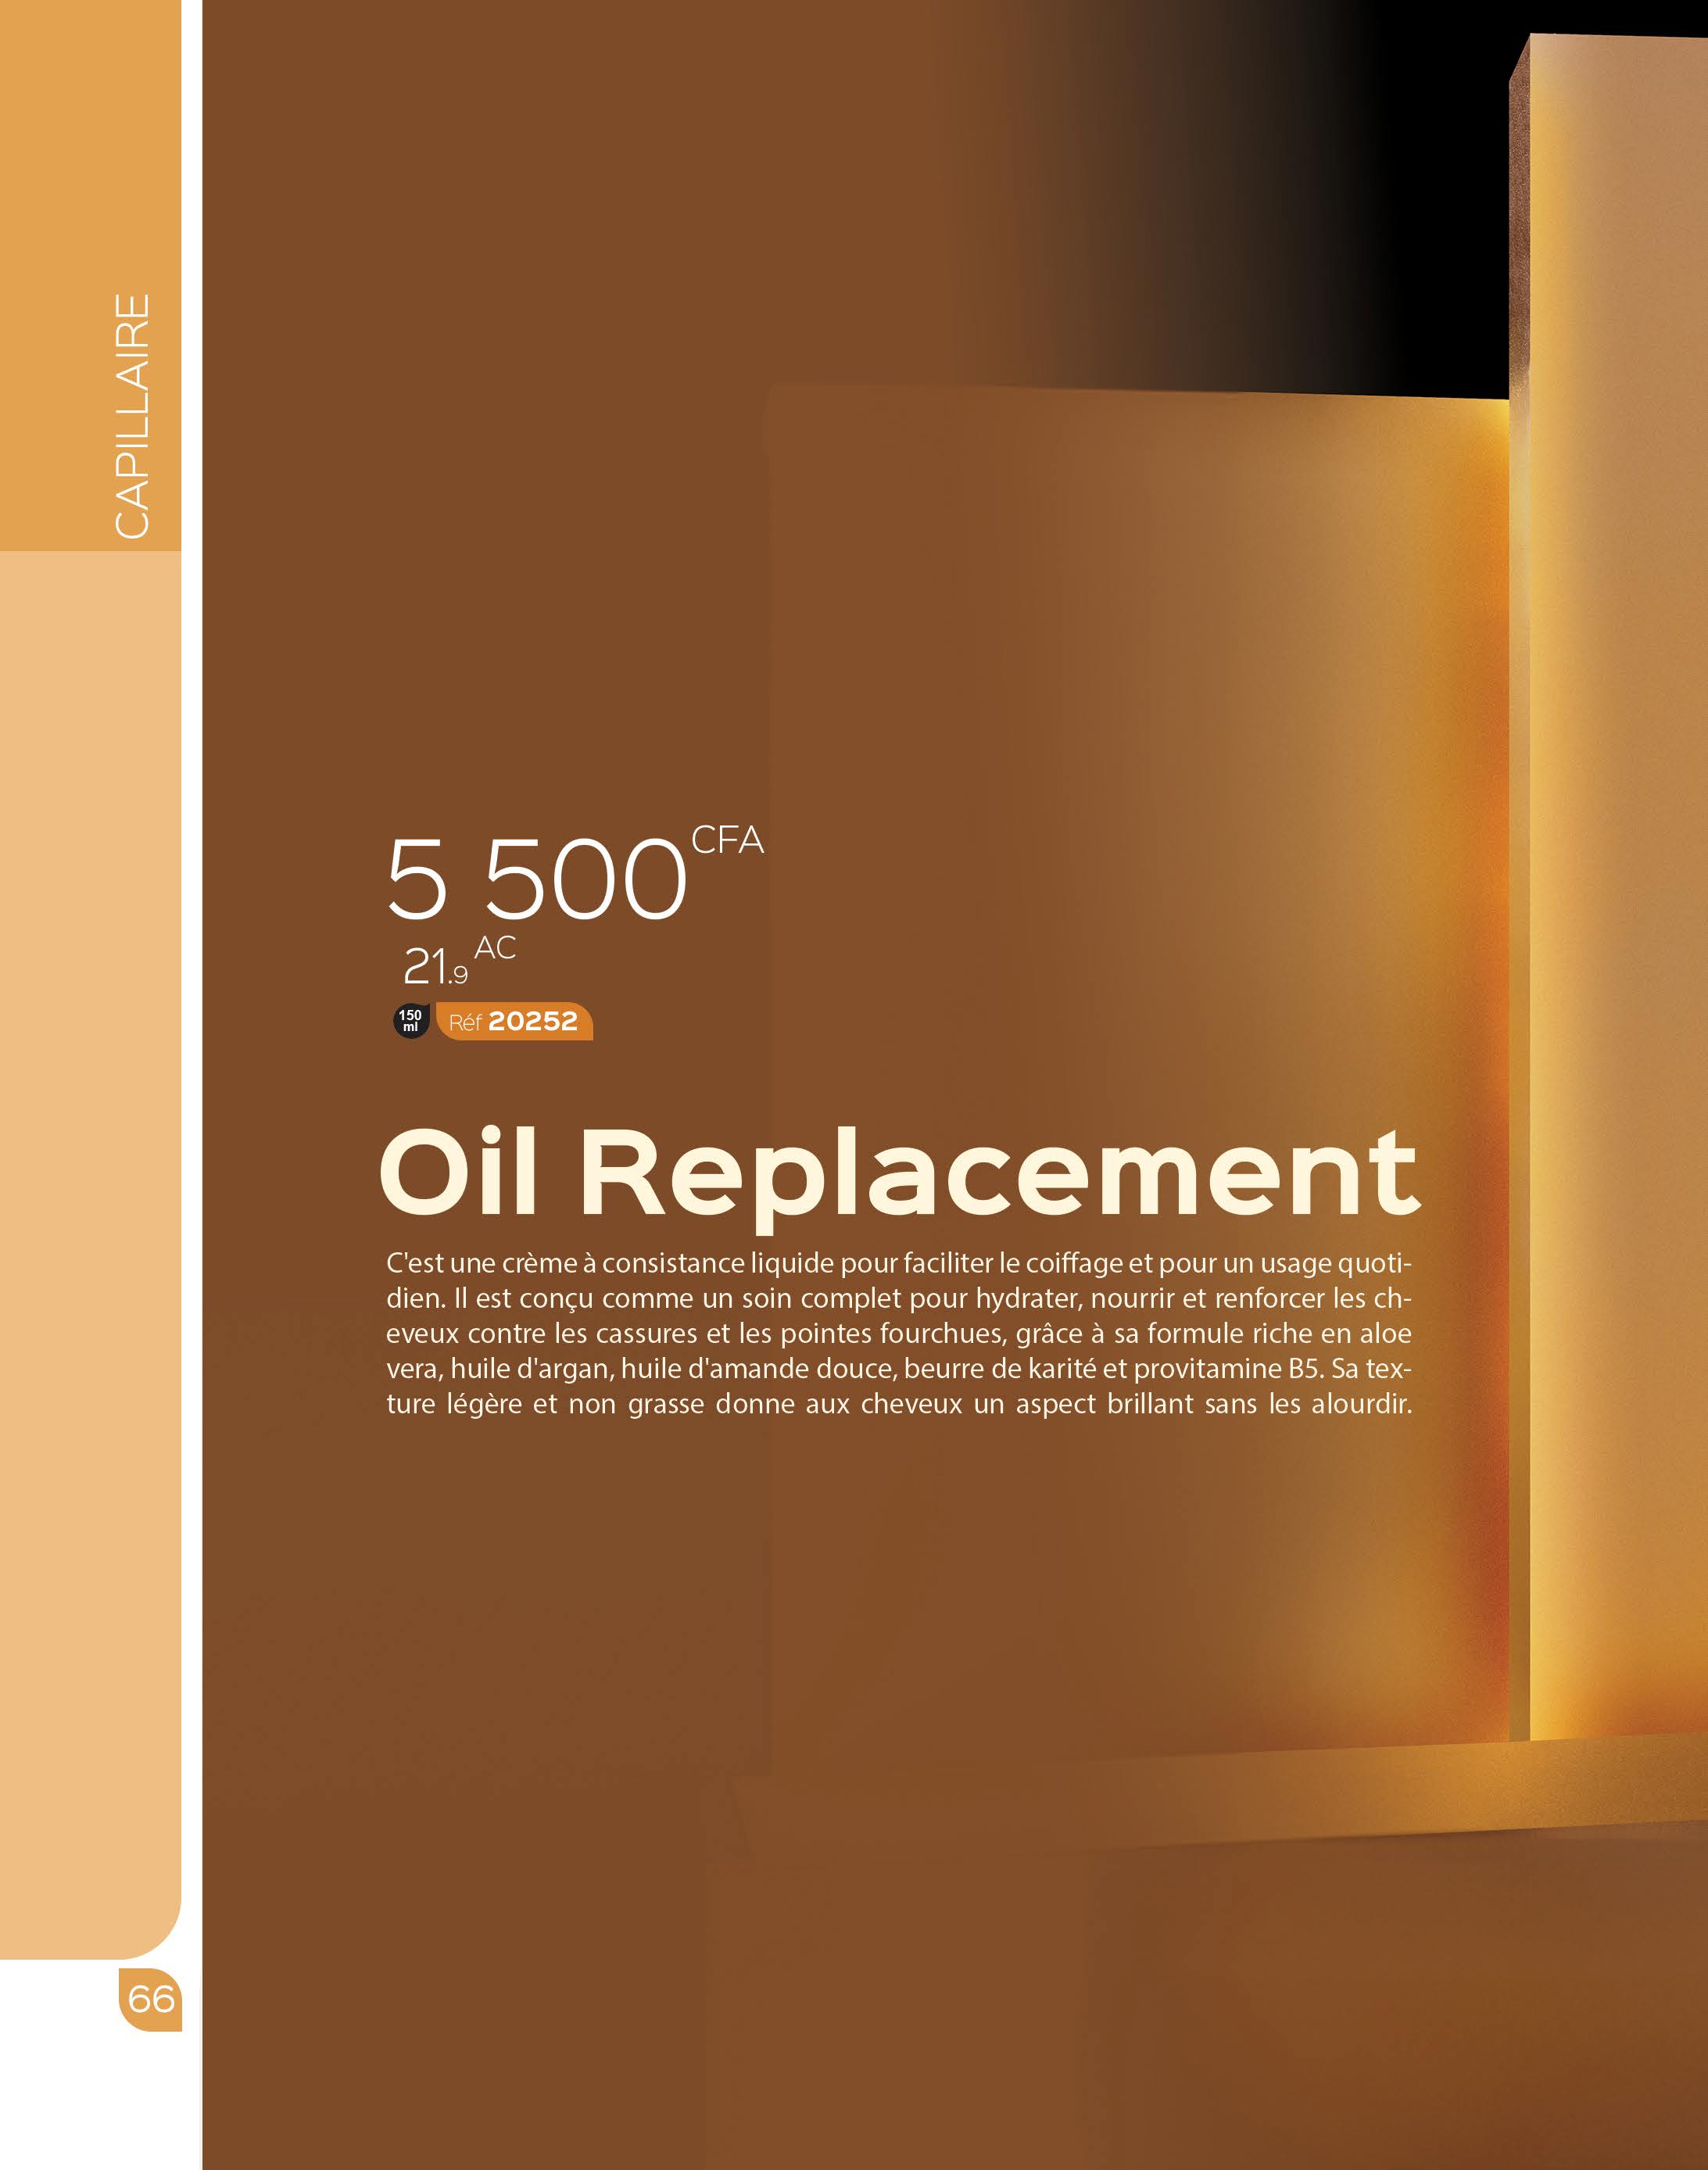 CAPILLAIRE
5 500 CFA
21.9 AC
150 ml
Réf 20252
Oil Replacement
C'est une crème à consistance liquide pour faciliter le coiffage et pour un usage quoti-
dien. Il est conçu comme un soin complet pour hydrater, nourrir et renforcer les ch-
eveux contre les cassures et les pointes fourchues, grâce à sa formule riche en aloe
vera, huile d'argan, huile d'amande douce, beurre de karité et provitamine B5. Sa tex-
ture légère et non grasse donne aux cheveux un aspect brillant sans les alourdir.
66